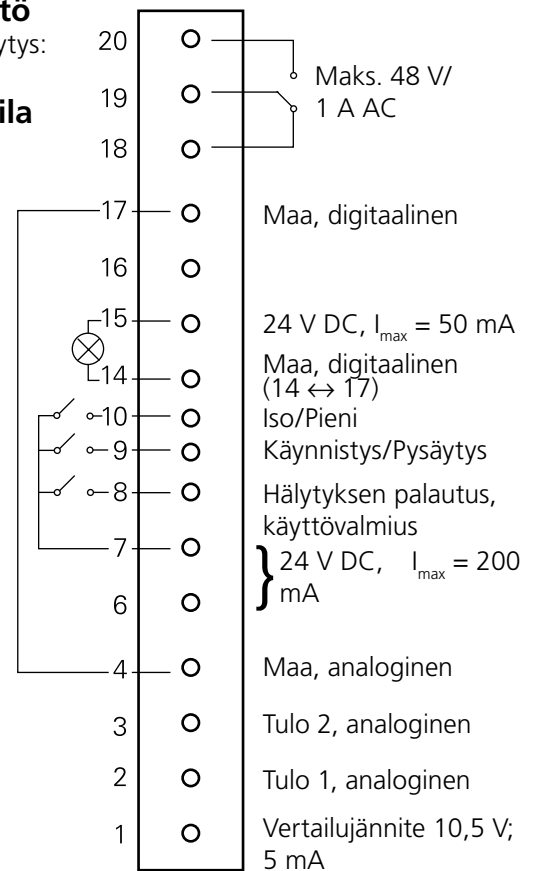 tö
ytys:
ila
20
19
18
Maks. 48 V/
1 A AC
17 Maa, digitaalinen
16
15 24 V DC, Imax = 50 mA
14 Maa, digitaalinen
(14 ↔ 17)
10 Iso/Pieni
9 Käynnistys/Pysäytys
8 Hälytyksen palautus,
käyttövalmius
7 } 24 V DC, Imax = 200
mA
6
4 Maa, analoginen
3 Tulo 2, analoginen
2 Tulo 1, analoginen
1 Vertailujännite 10,5 V;
5 mA